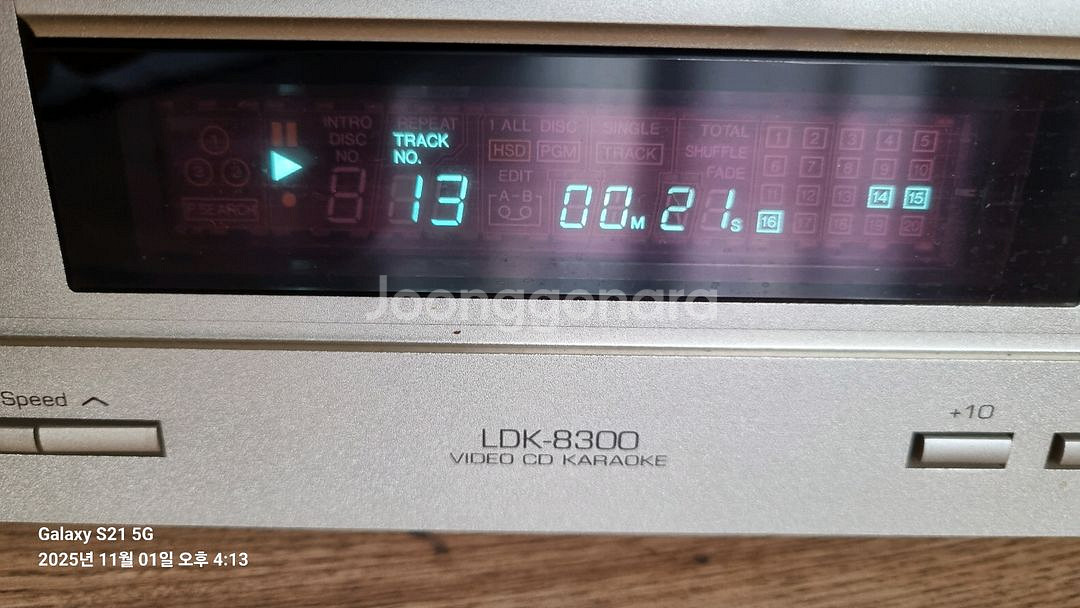 INTRO
DISC
NO.
REPEAT
TRACK
NO.
13
1 ALL DISC
HSD PGM
EDIT
A-B
SINGLE
TRACK
00M 21S
TOTAL
SHUFFLE
FADE
1 2 3 4 5
6 7 8 9 10
11 12 13 14 15
16 17 18 19 20
Joonggonara
Speed
+10
LDK-8300
VIDEO CD KARAOKE
Galaxy S21 5G
2025년 11월 01일 오후 4:13